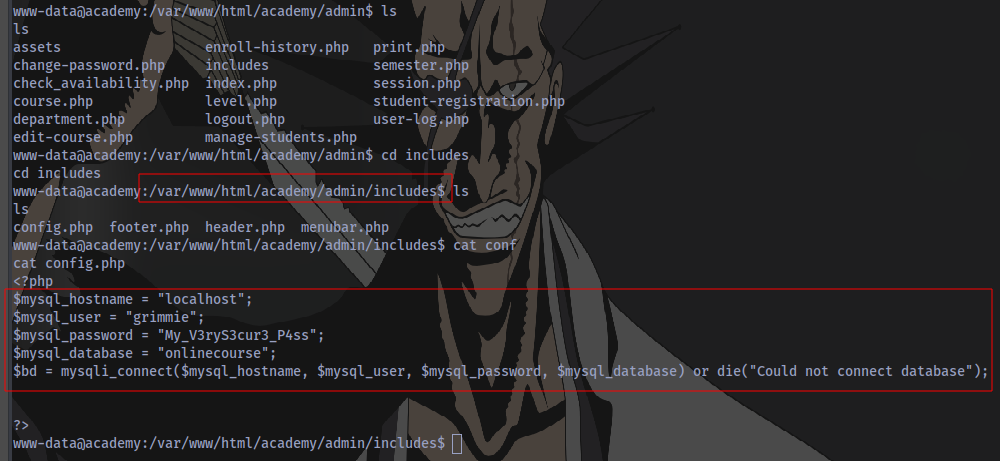 www-data@academy:/var/www/html/academy/admin$ ls
ls
assets enroll-history.php print.php
change-password.php includes semester.php
check_availability.php index.php session.php
course.php level.php student-registration.php
department.php logout.php user-log.php
edit-course.php manage-students.php
www-data@academy:/var/www/html/academy/admin$ cd includes
cd includes
www-data@academy:/var/www/html/academy/admin/includes$ ls
ls
config.php footer.php header.php menubar.php
www-data@academy:/var/www/html/academy/admin/includes$ cat conf
cat config.php
<?php
$mysql_hostname = "localhost";
$mysql_user = "grimmie";
$mysql_password = "My_V3ryS3cur3_P4ss";
$mysql_database = "onlinecourse";
$bd = mysqli_connect($mysql_hostname, $mysql_user, $mysql_password, $mysql_database) or die("Could not connect database");
?>
www-data@academy:/var/www/html/academy/admin/includes$